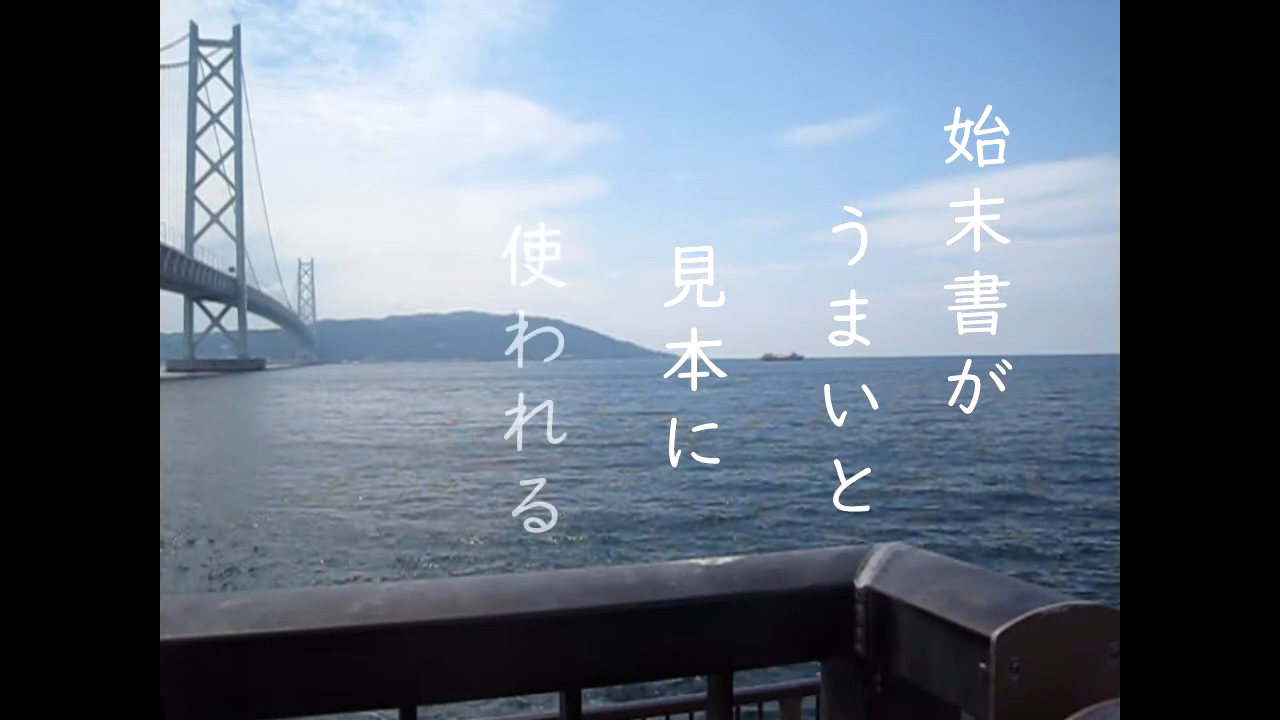 始末書が
うまいと
見本に
使われる